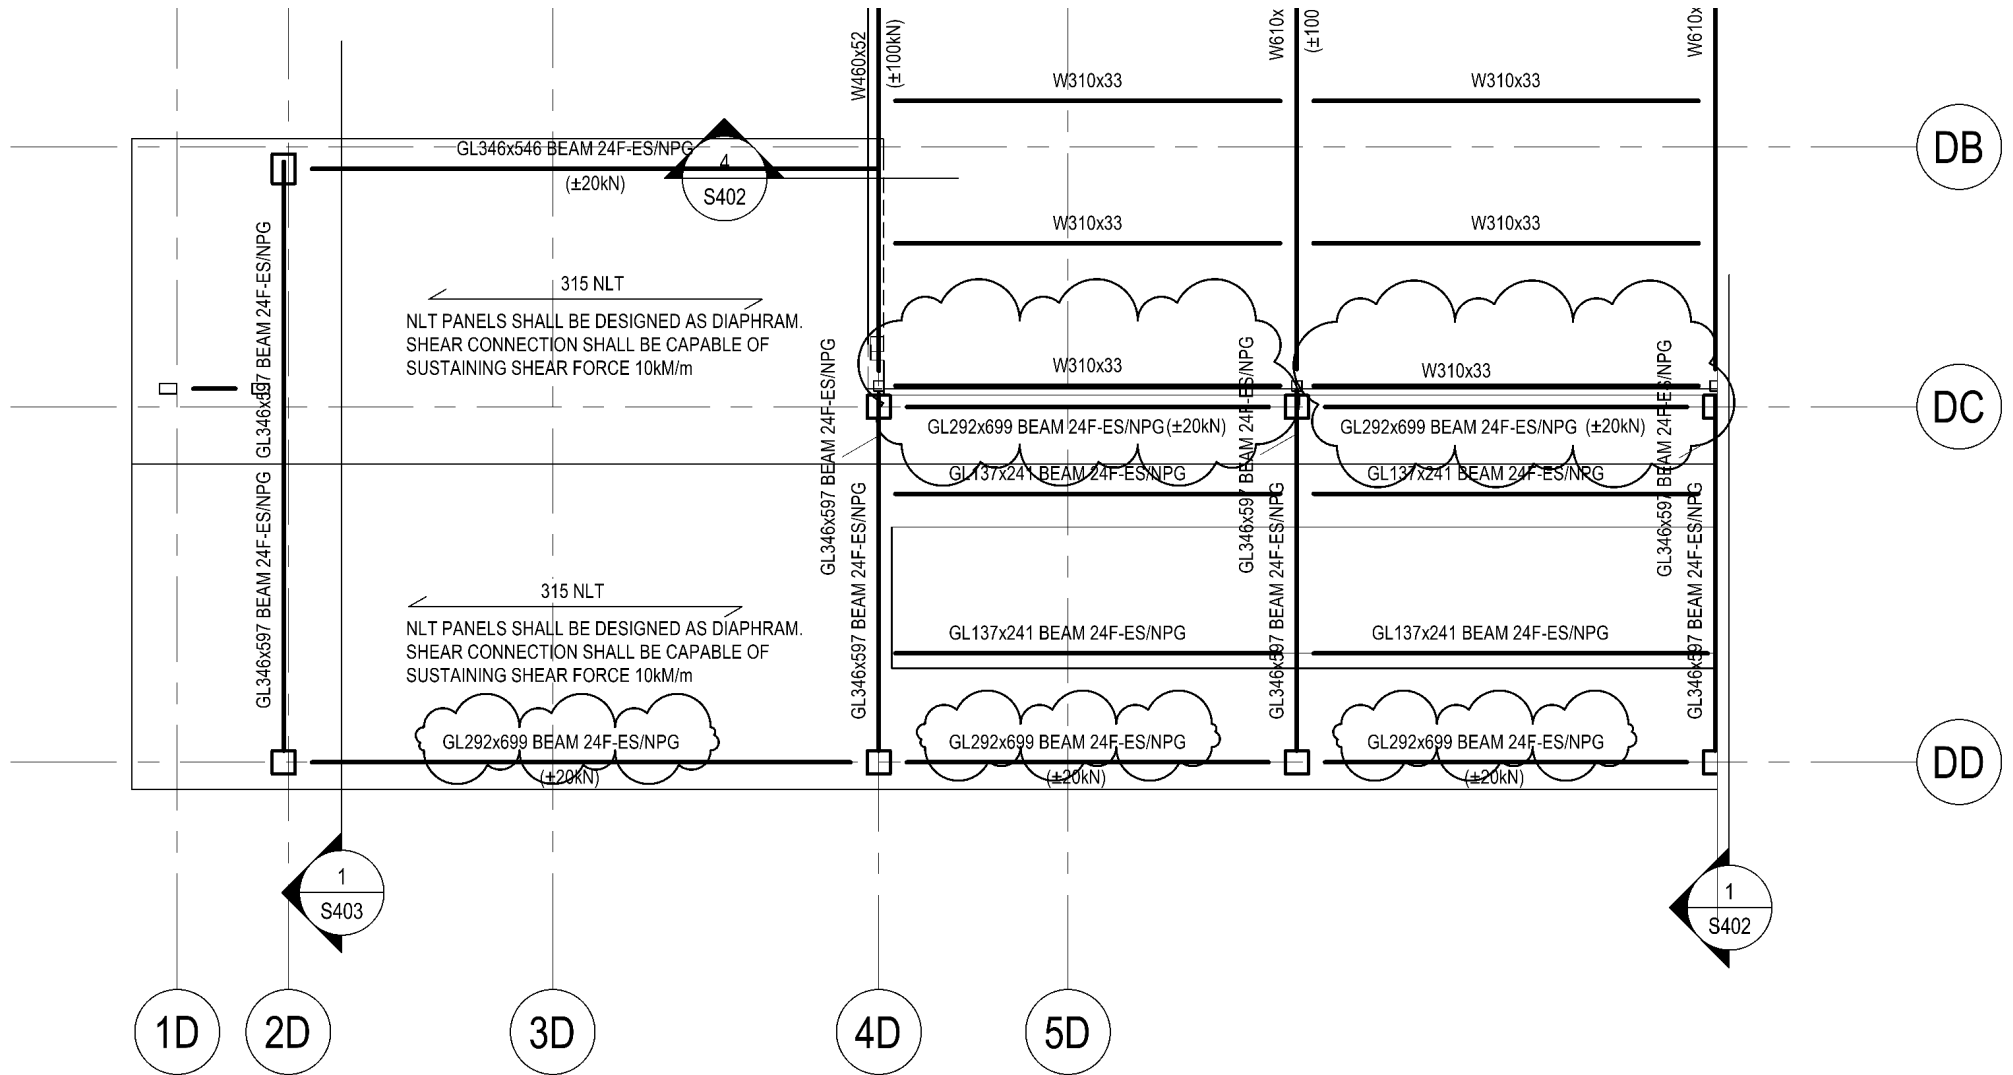 W460x52
(±100kN)
W610x
(±100
W610x
W310x33
W310x33
DB
GL346x546 BEAM 24F-ES/NPG
(±20kN)
4
S402
W310x33
W310x33
GL346x597 BEAM 24F-ES/NPG
315 NLT
NLT PANELS SHALL BE DESIGNED AS DIAPHRAM.
SHEAR CONNECTION SHALL BE CAPABLE OF
SUSTAINING SHEAR FORCE 10kM/m
GL346x597 BEAM 24F-ES/NPG
W310x33
GL346x597 BEAM 24F-ES/NPG
W310x33
GL346x597 BEAM 24F-ES/NPG
DC
GL292x699 BEAM 24F-ES/NPG (±20kN)
GL292x699 BEAM 24F-ES/NPG (±20kN)
GL137x241 BEAM 24F-ES/NPG
GL137x241 BEAM 24F-ES/NPG
GL346x597 BEAM 24F-ES/NPG
315 NLT
NLT PANELS SHALL BE DESIGNED AS DIAPHRAM.
SHEAR CONNECTION SHALL BE CAPABLE OF
SUSTAINING SHEAR FORCE 10kM/m
GL346x597 BEAM 24F-ES/NPG
GL137x241 BEAM 24F-ES/NPG
GL346x597 BEAM 24F-ES/NPG
GL137x241 BEAM 24F-ES/NPG
GL346x597 BEAM 24F-ES/NPG
GL292x699 BEAM 24F-ES/NPG
(±20kN)
GL292x699 BEAM 24F-ES/NPG
(±20kN)
GL292x699 BEAM 24F-ES/NPG
(±20kN)
DD
1
S403
1
S402
1D
2D
3D
4D
5D